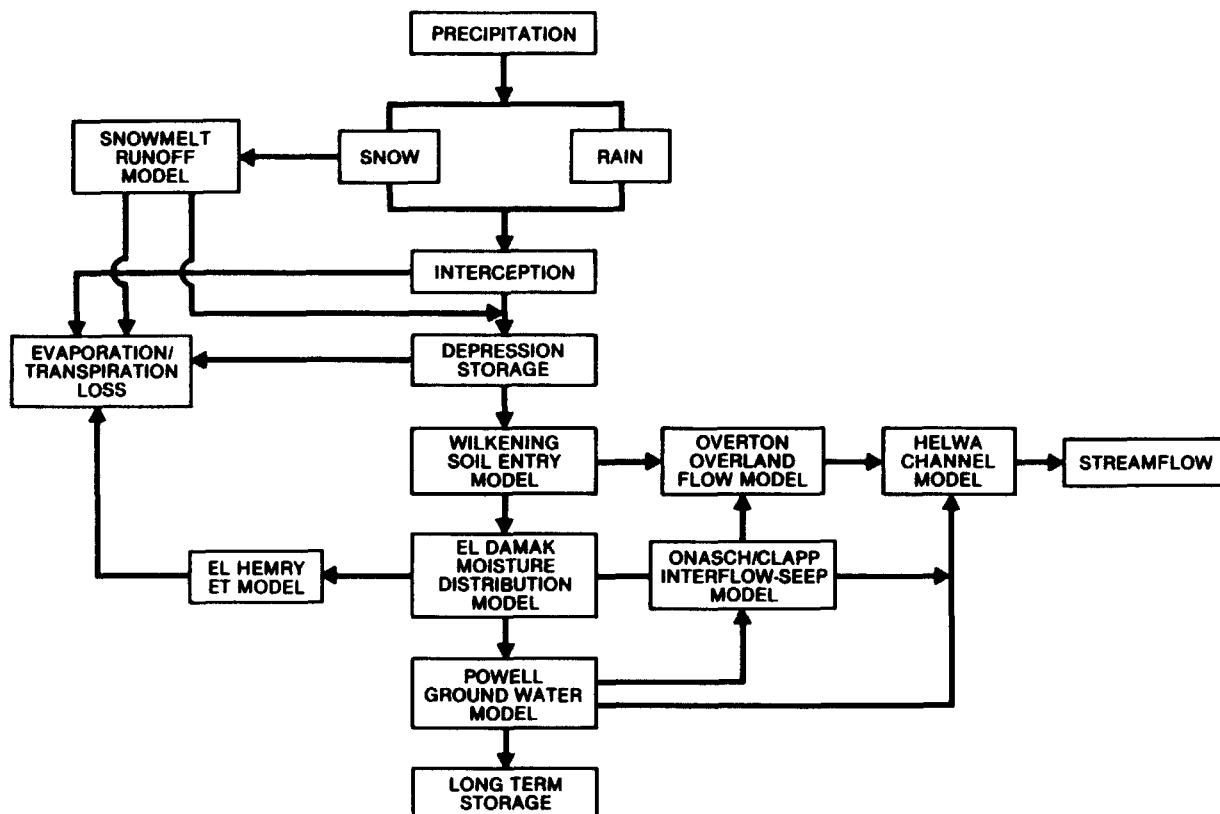 PRECIPITATION
SNOWMELT
RUNOFF
MODEL
SNOW
RAIN
INTERCEPTION
EVAPORATION/
TRANSPIRATION
LOSS
DEPRESSION
STORAGE
WILKENING
SOIL ENTRY
MODEL
OVERTON
OVERLAND
FLOW MODEL
HELWA
CHANNEL
MODEL
STREAMFLOW
EL HEMRY
ET MODEL
EL DAMAK
MOISTURE
DISTRIBUTION
MODEL
ONASCH/CLAPP
INTERFLOW-SEEP
MODEL
POWELL
GROUND WATER
MODEL
LONG TERM
STORAGE